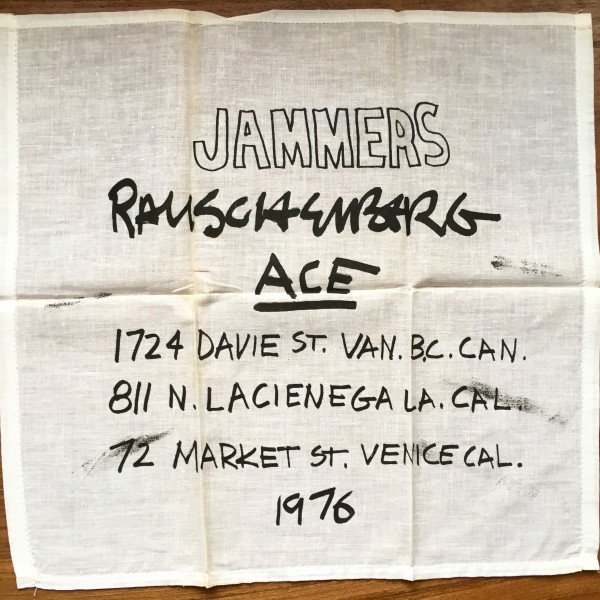 JAMMERS
RAUSCHENBERG
ACE
1724 DAVIE ST. VAN. B.C. CAN.
811 N. LACIENEGA LA. CAL.
72 MARKET ST. VENICE CAL.
1976